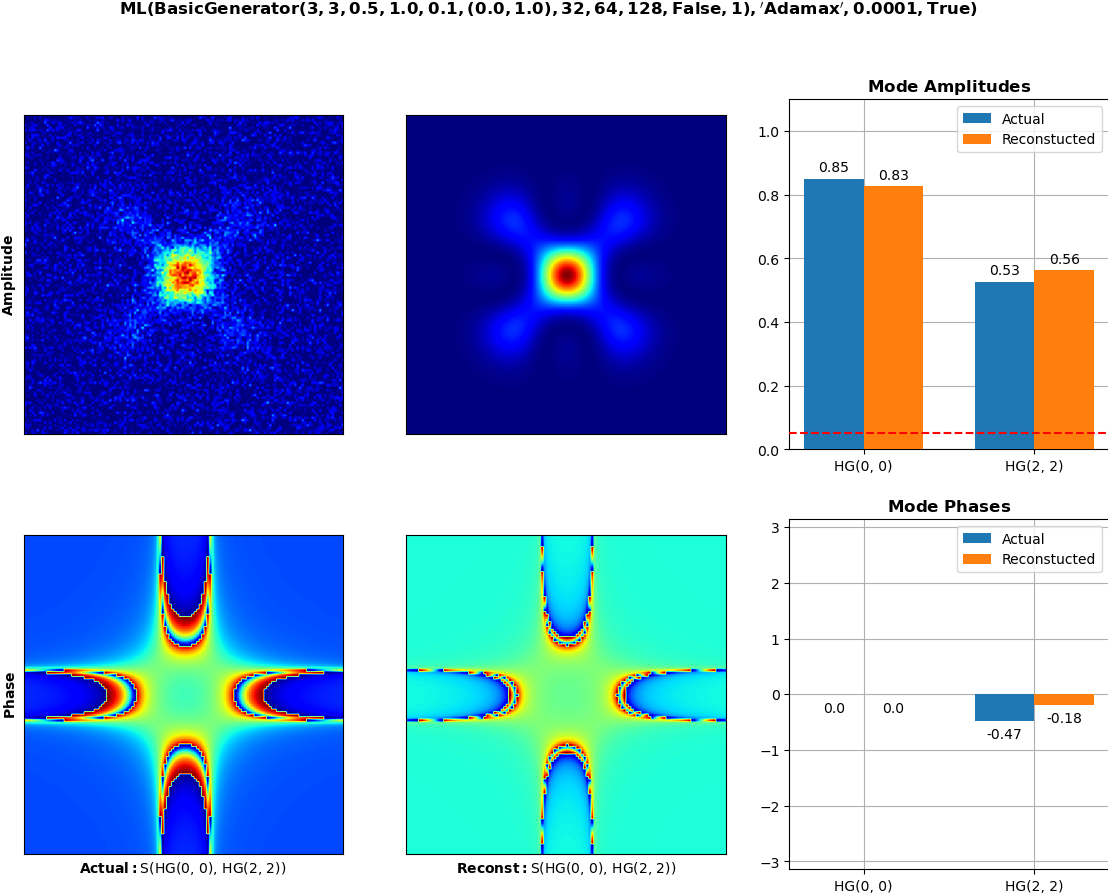 ML(BasicGenerator(3, 3, 0.5, 1.0, 0.1, (0.0, 1.0), 32, 64, 128, False, 1), ′Adamax′, 0.0001, True)
Amplitude
Mode Amplitudes
Actual
Reconstucted
1.0
0.8
0.6
0.4
0.2
0.0
0.85
0.83
0.53
0.56
HG(0, 0)
HG(2, 2)
Phase
Actual: S(HG(0, 0), HG(2, 2))
Reconst: S(HG(0, 0), HG(2, 2))
Mode Phases
Actual
Reconstucted
3
2
1
0
−1
−2
−3
0.0
0.0
-0.47
-0.18
HG(0, 0)
HG(2, 2)